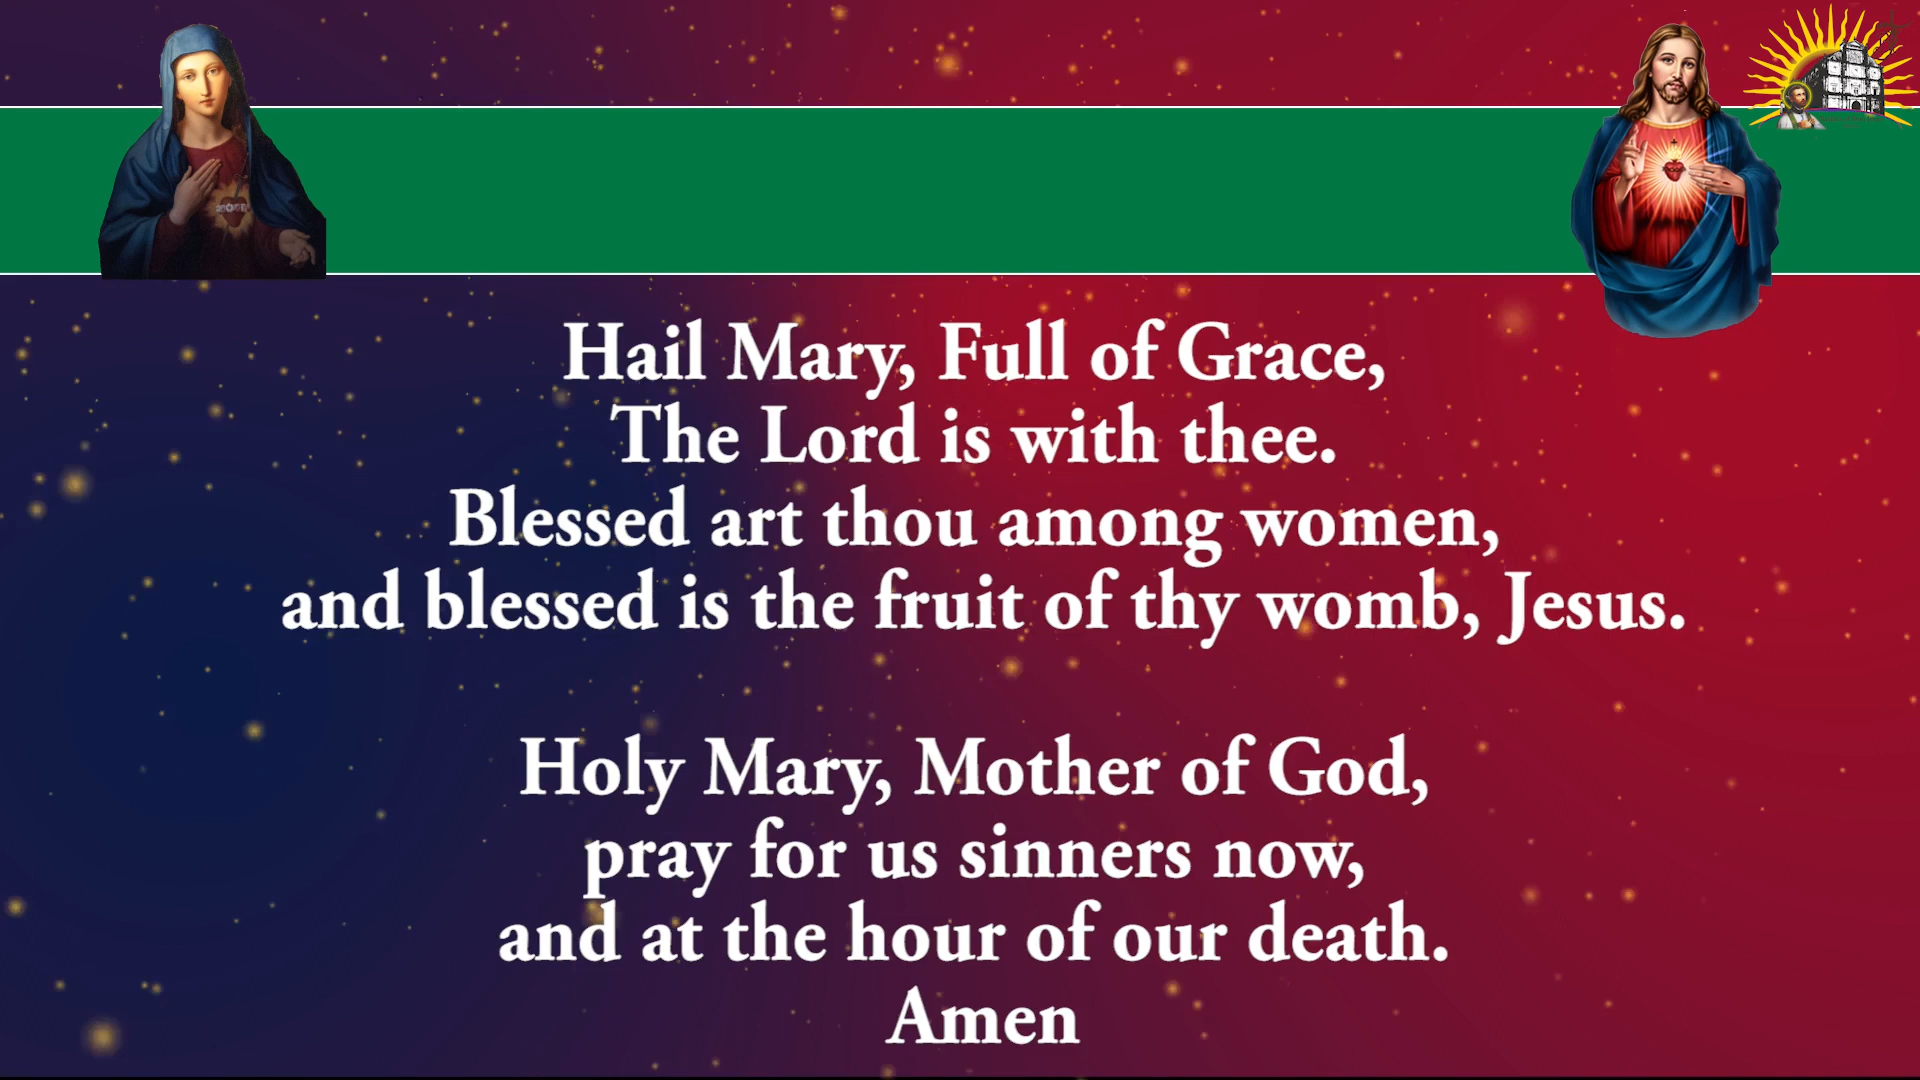 Hail Mary, Full of Grace,
The Lord is with thee.
Blessed art thou among women,
and blessed is the fruit of thy womb, Jesus.
Holy Mary, Mother of God,
pray for us sinners now,
and at the hour of our death.
Amen